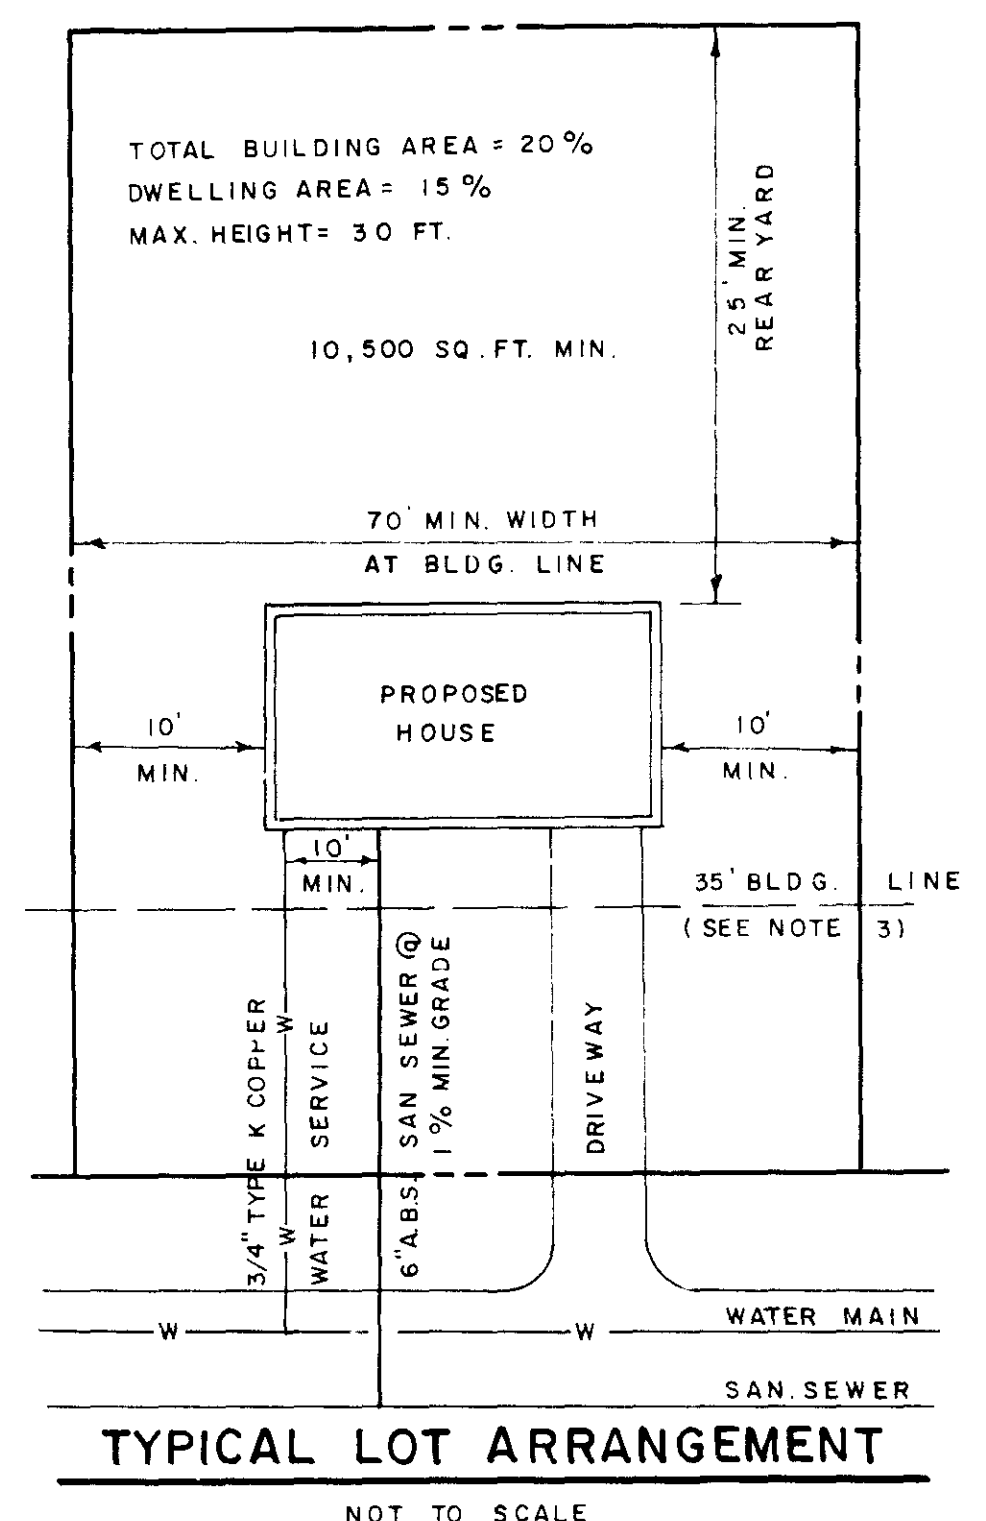 TOTAL BUILDING AREA = 20%
DWELLING AREA = 15%
MAX. HEIGHT = 30 FT.
25' MIN.
REAR YARD
10,500 SQ. FT. MIN.
70' MIN. WIDTH
AT BLDG. LINE
PROPOSED
HOUSE
10'
MIN.
10'
MIN.
10'
MIN.
35' BLDG. LINE
(SEE NOTE 3)
3/4" TYPE K COPPER
W
W
WATER SERVICE
6" A.B.S. SAN SEWER @
1% MIN. GRADE
DRIVEWAY
WATER MAIN
W
W
SAN. SEWER
TYPICAL LOT ARRANGEMENT
NOT TO SCALE